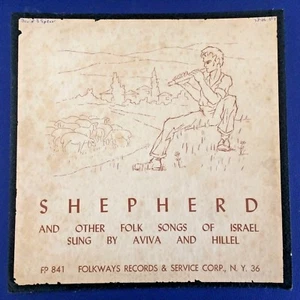 SHEPHERD
AND OTHER FOLK SONGS OF ISRAEL
SUNG BY AVIVA AND HILLEL
FP 841 FOLKWAYS RECORDS & SERVICE CORP., N. Y. 36